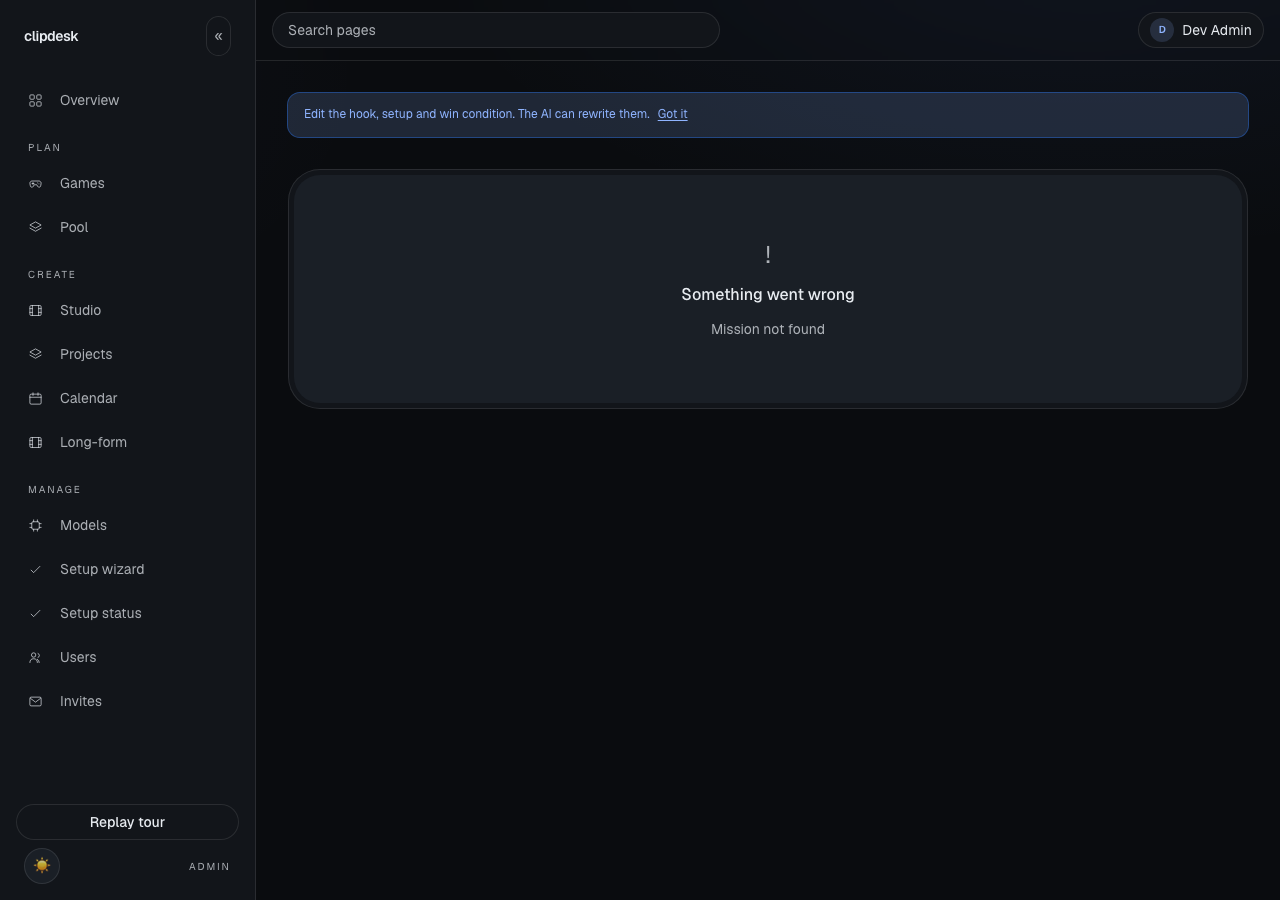 clipdesk
«
Search pages
D
Dev Admin
Overview
PLAN
Games
Pool
CREATE
Studio
Projects
Calendar
Long-form
MANAGE
Models
Setup wizard
Setup status
Users
Invites
Replay tour
ADMIN
Edit the hook, setup and win condition. The AI can rewrite them. Got it
!
Something went wrong
Mission not found